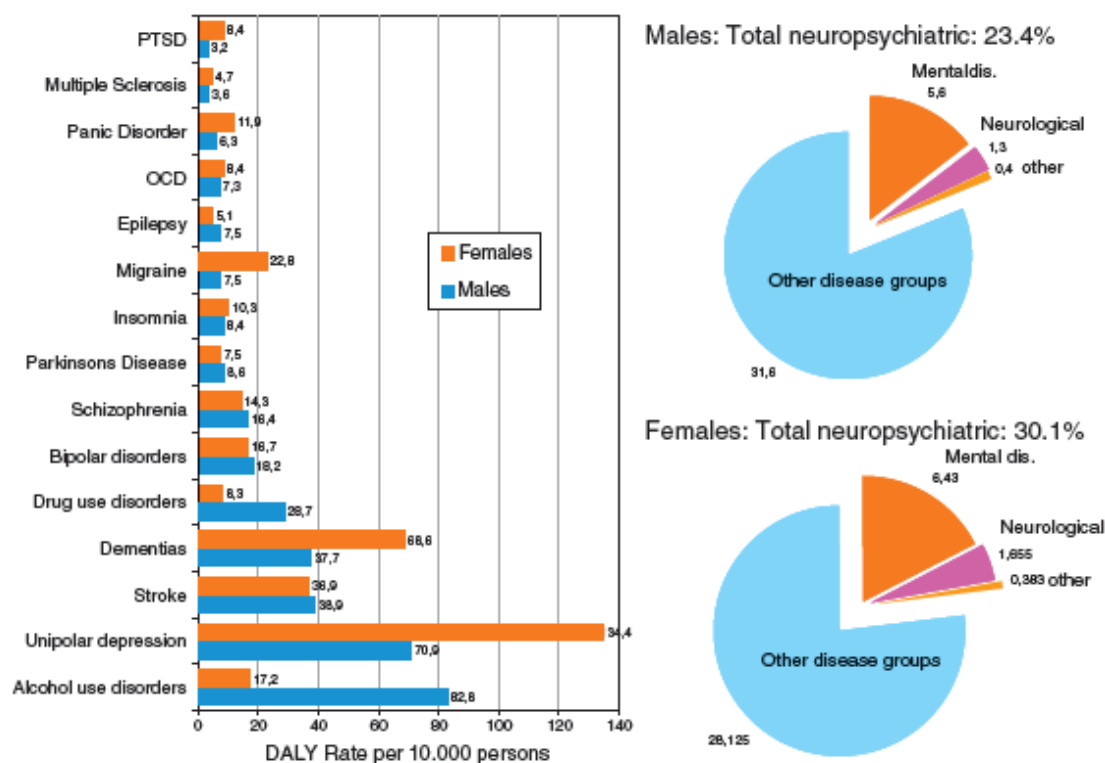 PTSD
8,4
3,2
Multiple Sclerosis
4,7
3,6
Panic Disorder
11,9
6,3
OCD
8,4
7,3
Epilepsy
5,1
7,5
Migraine
22,8
7,5
Insomnia
10,3
8,4
Parkinsons Disease
7,5
8,6
Schizophrenia
14,3
16,4
Bipolar disorders
16,7
18,2
Drug use disorders
8,3
28,7
Dementias
68,6
37,7
Stroke
36,9
38,9
Unipolar depression
34,4
70,9
Alcohol use disorders
17,2
82,8
0 20 40 60 80 100 120 140
DALY Rate per 10.000 persons
Females
Males
Males: Total neuropsychiatric: 23.4%
Mentaldis.
5,6
Neurological
1,3
0,4 other
Other disease groups
31,6
Females: Total neuropsychiatric: 30.1%
Mental dis.
6,43
Neurological
1,655
0,383 other
Other disease groups
28,125